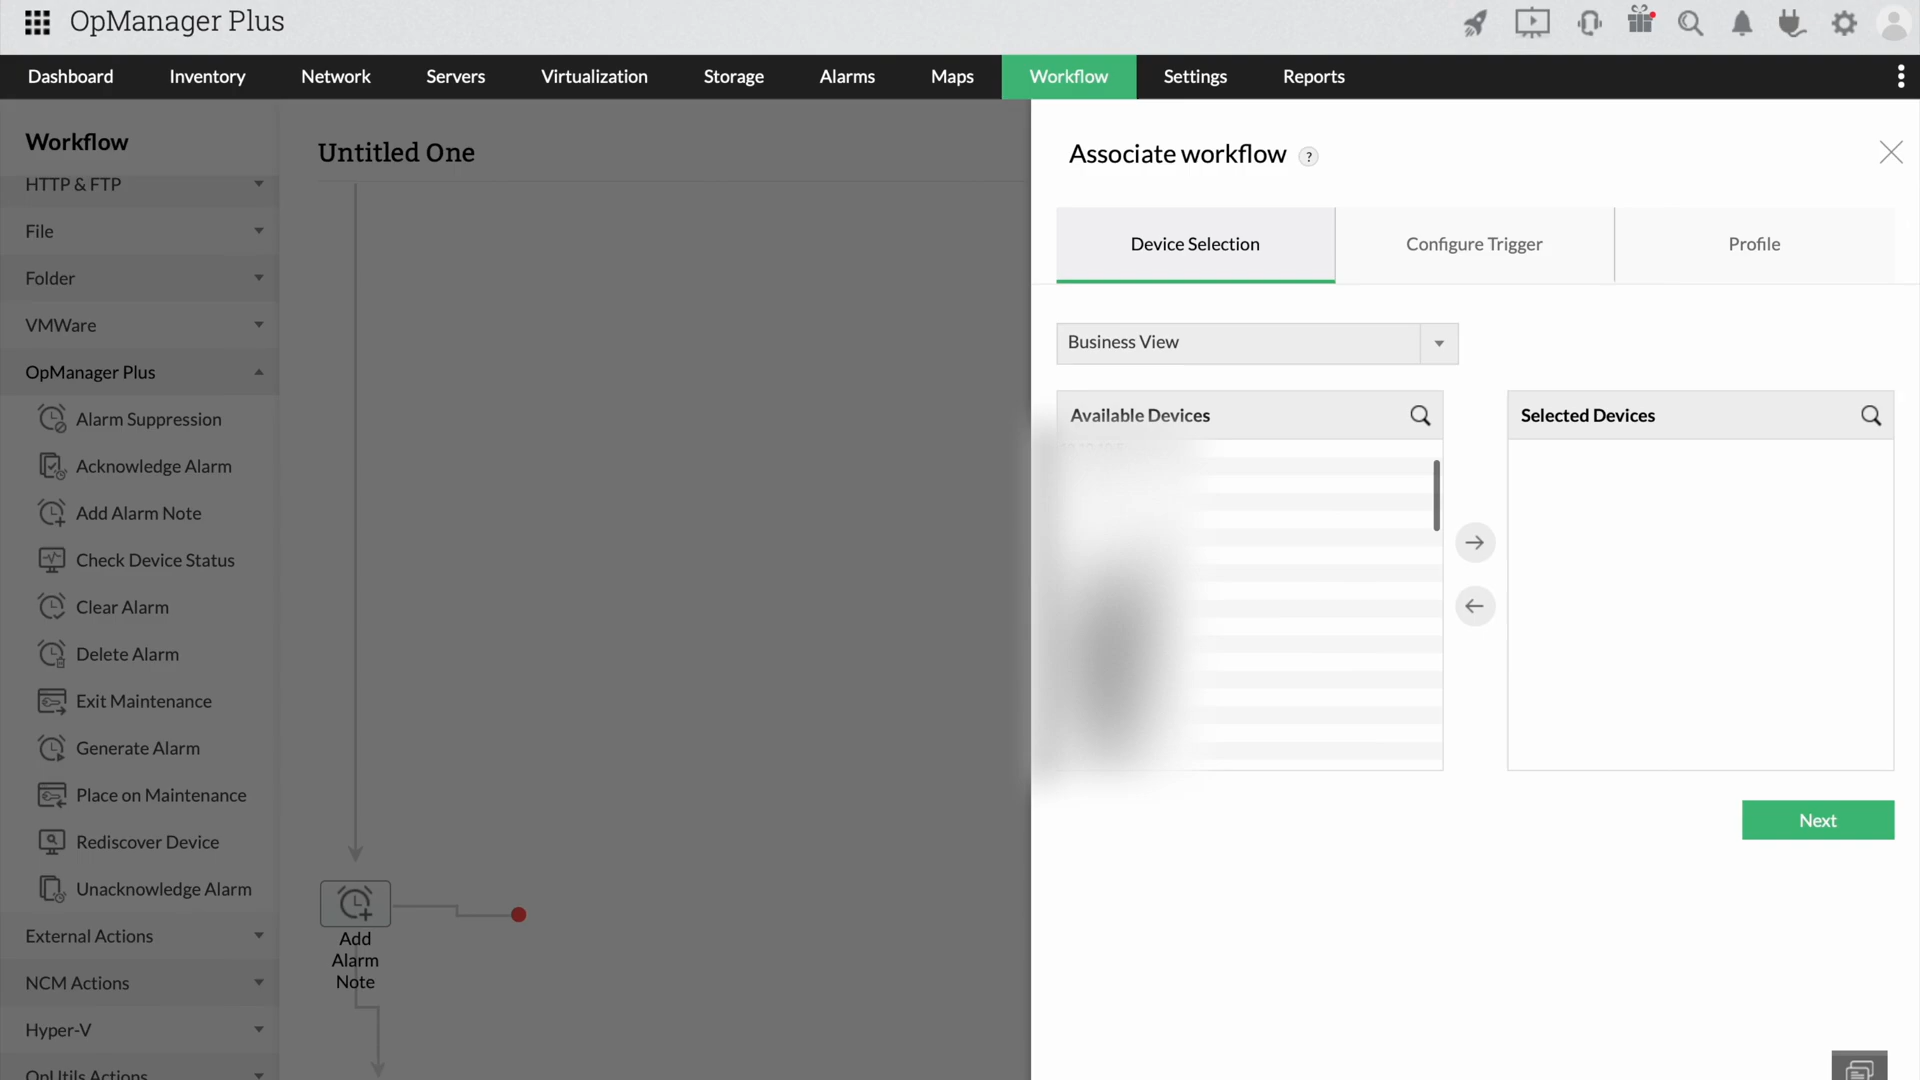 OpManager Plus
Dashboard
Inventory
Network
Servers
Virtualization
Storage
Alarms
Maps
Workflow
Settings
Reports
Workflow
HTTP & FTP
File
Folder
VMWare
OpManager Plus
Alarm Suppression
Acknowledge Alarm
Add Alarm Note
Check Device Status
Clear Alarm
Delete Alarm
Exit Maintenance
Generate Alarm
Place on Maintenance
Rediscover Device
Unacknowledge Alarm
External Actions
NCM Actions
Hyper-V
OpUtils Actions
Untitled One
Add
Alarm
Note
Associate workflow ?
Device Selection
Configure Trigger
Profile
Business View
Available Devices
Selected Devices
Next